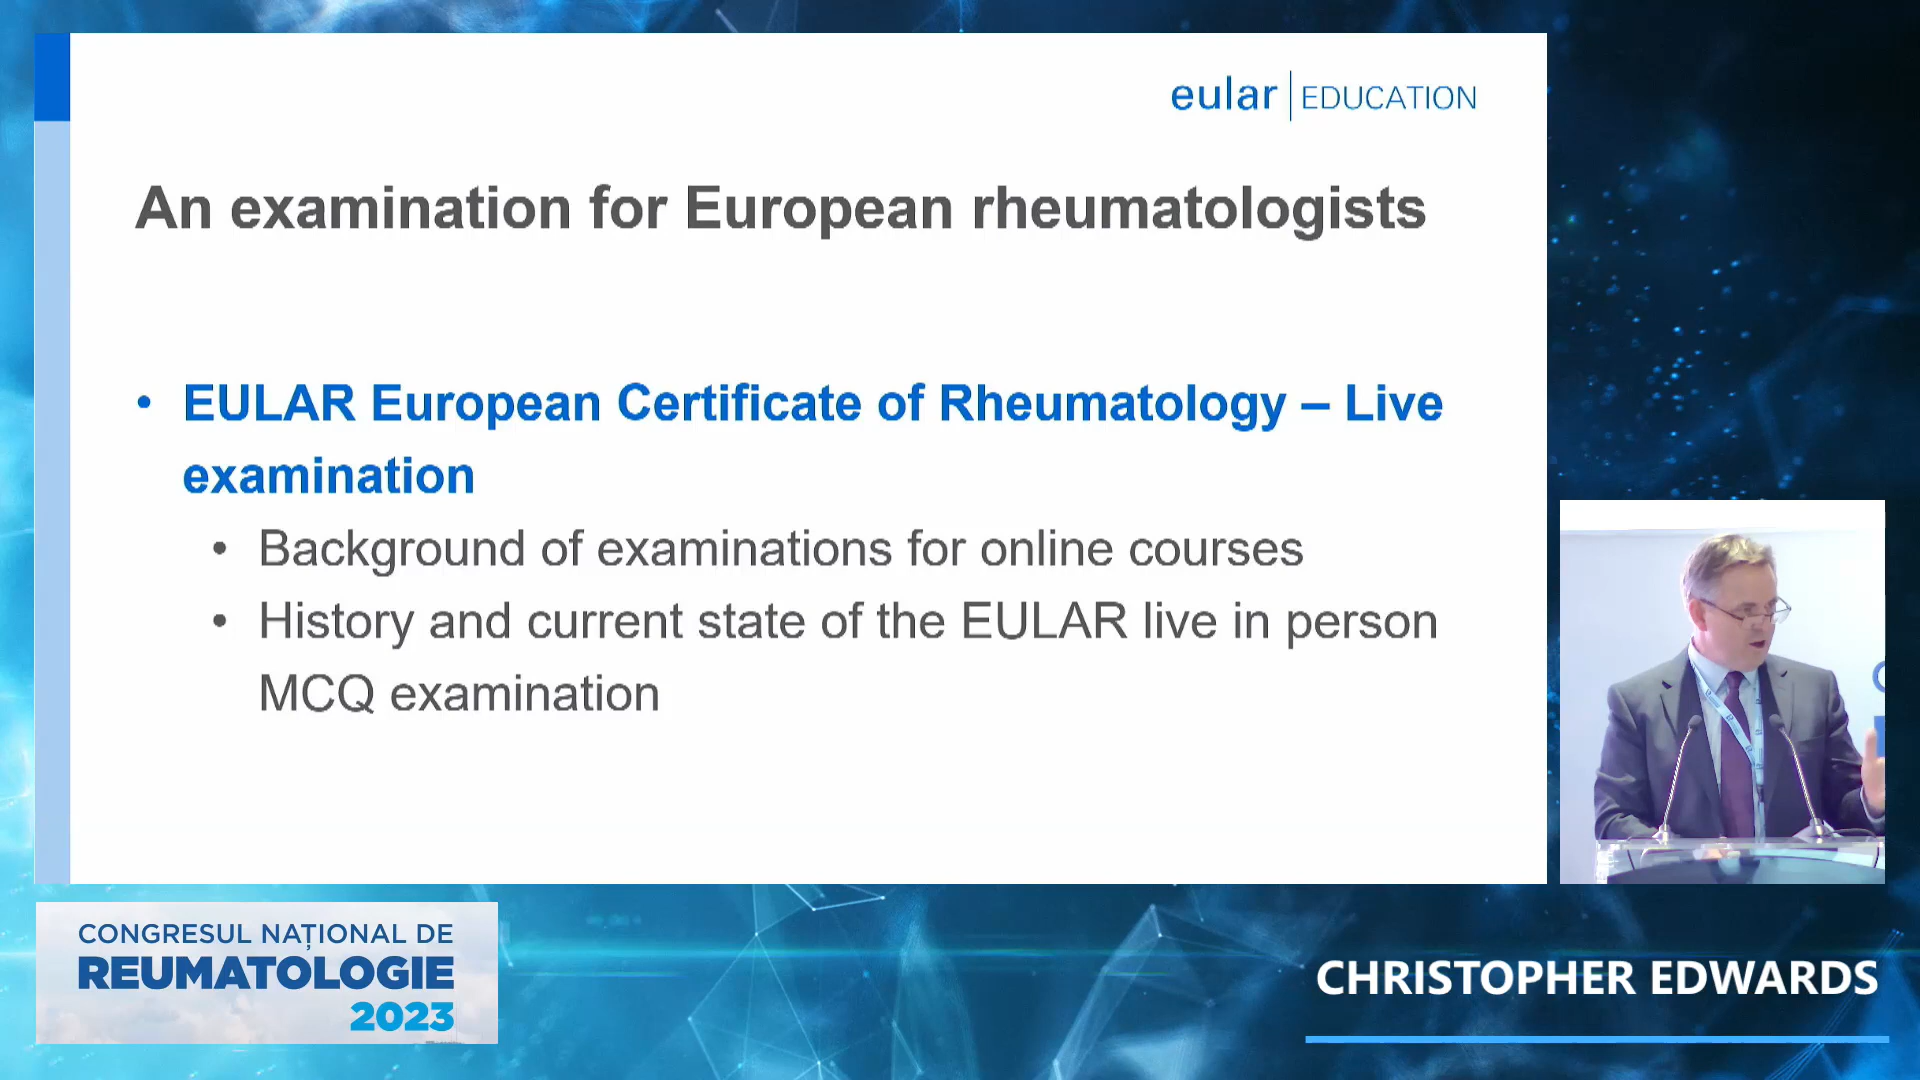 eular | EDUCATION
An examination for European rheumatologists
• EULAR European Certificate of Rheumatology – Live
examination
• Background of examinations for online courses
• History and current state of the EULAR live in person
MCQ examination
CONGRESUL NAȚIONAL DE
REUMATOLOGIE
2023
CHRISTOPHER EDWARDS